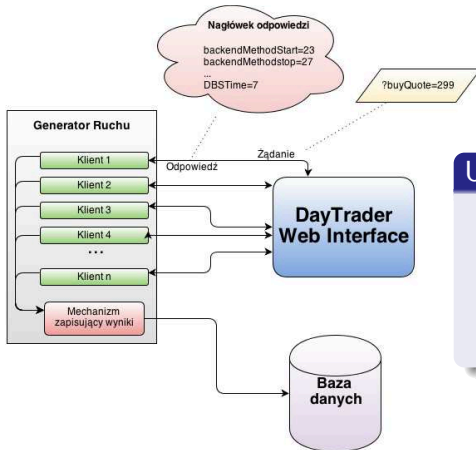 Nagłówek odpowiedzi
backendMethodStart=23
backendMethodstop=27
...
DBSTime=7
?buyQuote=299
Generator Ruchu
Klient 1
Odpowiedź
Żądanie
Klient 2
Klient 3
Klient 4
...
Klient n
Mechanizm
zapisujący wyniki
DayTrader
Web Interface
Baza
danych
U